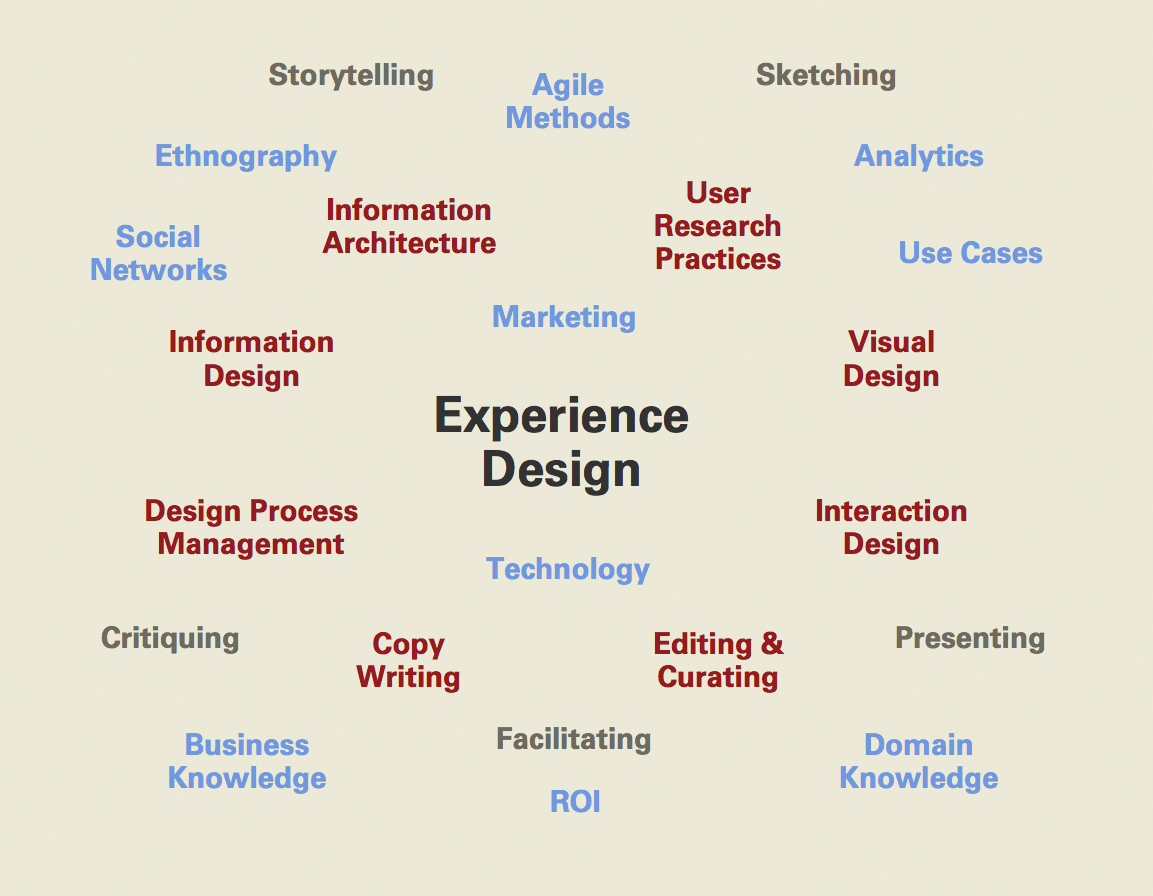 Storytelling
Sketching
Agile
Methods
Ethnography
Analytics
Information
Architecture
User
Research
Practices
Social
Networks
Use Cases
Marketing
Information
Design
Visual
Design
Experience
Design
Design Process
Management
Interaction
Design
Technology
Critiquing
Copy
Writing
Editing &
Curating
Presenting
Facilitating
Business
Knowledge
Domain
Knowledge
ROI